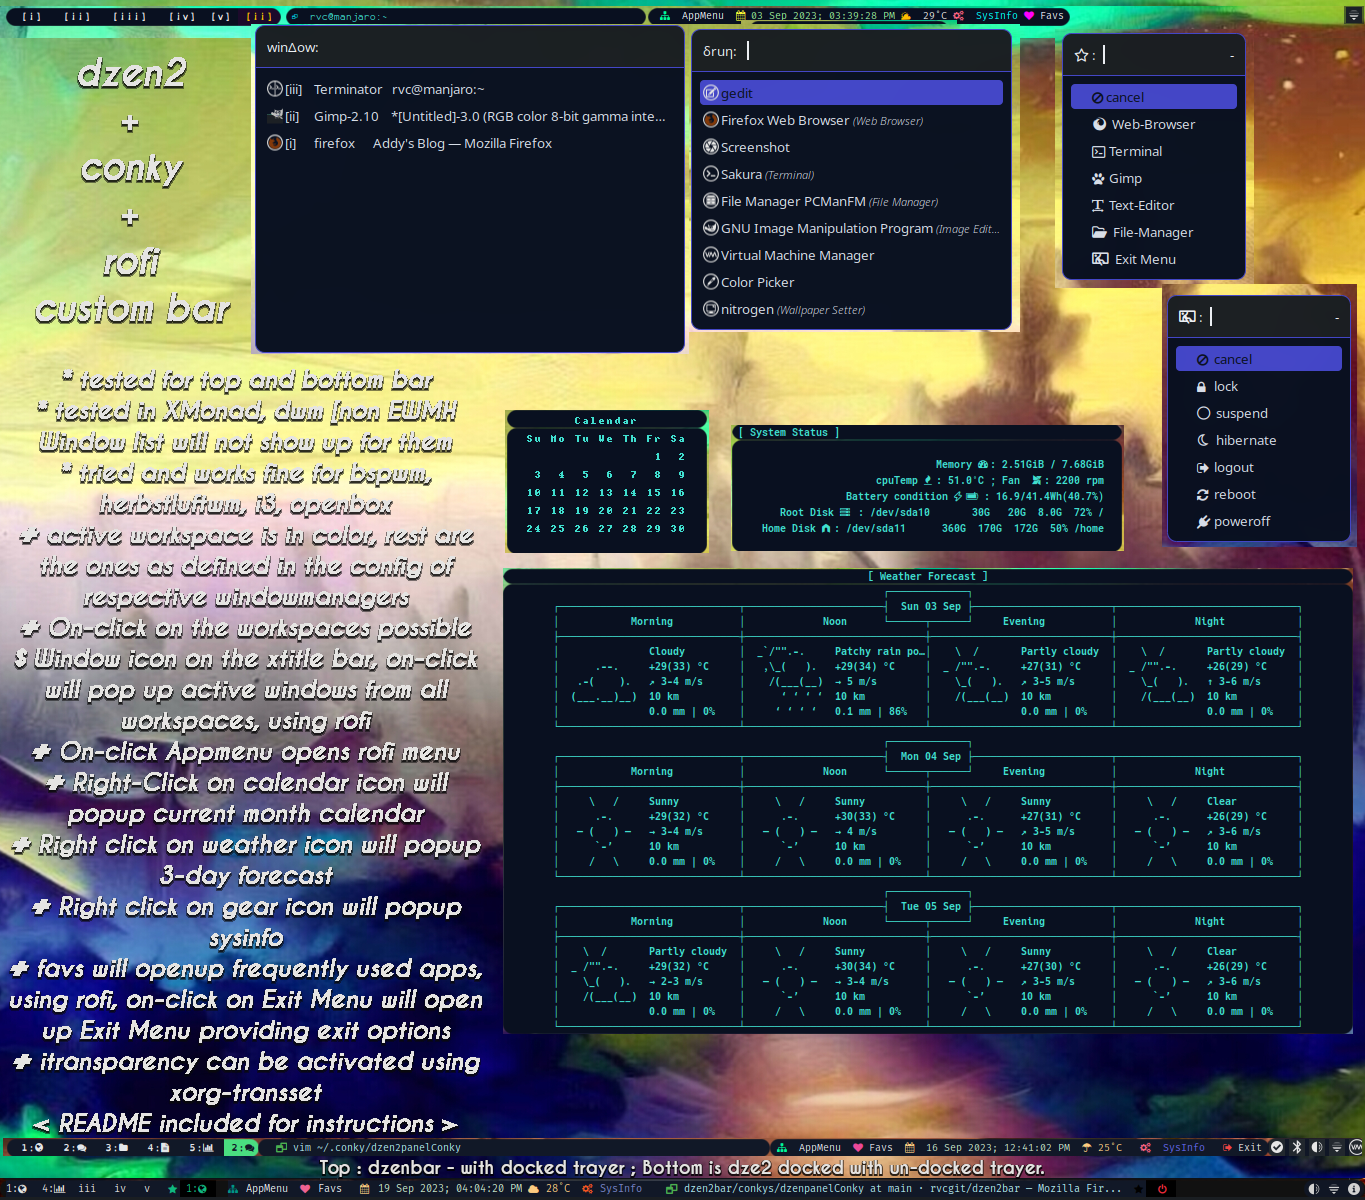 [i] [ii] [iii] [iv] [v] [ii] rvc@manjaro:~ AppMenu 03 Sep 2023; 03:39:28 PM 29˚C SysInfo Favs
dzen2
+
conky
+
rofi
custom bar
win∆ow:
[iii] Terminator rvc@manjaro:~
[ii] Gimp-2.10 *[Untitled]-3.0 (RGB color 8-bit gamma inte...
[i] firefox Addy's Blog — Mozilla Firefox
δruη:
gedit
Firefox Web Browser (Web Browser)
Screenshot
Sakura (Terminal)
File Manager PCManFM (File Manager)
GNU Image Manipulation Program (Image Edit...
Virtual Machine Manager
Color Picker
nitrogen (Wallpaper Setter)
: -
cancel
Web-Browser
Terminal
Gimp
Text-Editor
File-Manager
Exit Menu
: -
cancel
lock
suspend
hibernate
logout
reboot
poweroff
* tested for top and bottom bar
* tested in XMonad, dwm [non EWMH
Window list will not show up for them
* tried and works fine for bspwm,
herbstluftwm, i3, openbox
# active workspace is in color, rest are
the ones as defined in the config of
respective windowmanagers
# On-click on the workspaces possible
$ Window icon on the xtitle bar, on-click
will pop up active windows from all
workspaces, using rofi
# On-click Appmenu opens rofi menu
# Right-Click on calendar icon will
popup current month calendar
# Right click on weather icon will popup
3-day forecast
# Right click on gear icon will popup
sysinfo
# favs will openup frequently used apps,
using rofi, on-click on Exit Menu will open
up Exit Menu providing exit options
# itransparency can be activated using
xorg-transset
< README included for instructions >
Calendar
Su Mo Tu We Th Fr Sa
1 2
3 4 5 6 7 8 9
10 11 12 13 14 15 16
17 18 19 20 21 22 23
24 25 26 27 28 29 30
[ System Status ]
Memory : 2.51GiB / 7.68GiB
cpuTemp : 51.0˚C ; Fan : 2200 rpm
Battery condition : 16.9/41.4Wh(40.7%)
Root Disk : /dev/sda10 30G 20G 8.0G 72% /
Home Disk : /dev/sda11 360G 170G 172G 50% /home
[ Weather Forecast ]
Sun 03 Sep
Morning Noon Evening Night
Cloudy Patchy rain po… Partly cloudy Partly cloudy
+29(33) °C +29(34) °C +27(31) °C +26(29) °C
↗ 3-4 m/s → 5 m/s ↗ 3-5 m/s ↑ 3-6 m/s
10 km 10 km 10 km 10 km
0.0 mm | 0% 0.1 mm | 86% 0.0 mm | 0% 0.0 mm | 0%
Mon 04 Sep
Morning Noon Evening Night
Sunny Sunny Sunny Clear
+29(32) °C +30(33) °C +27(31) °C +26(29) °C
→ 3-4 m/s → 4 m/s ↗ 3-5 m/s ↗ 3-6 m/s
10 km 10 km 10 km 10 km
0.0 mm | 0% 0.0 mm | 0% 0.0 mm | 0% 0.0 mm | 0%
Tue 05 Sep
Morning Noon Evening Night
Partly cloudy Sunny Sunny Clear
+29(32) °C +30(34) °C +27(30) °C +26(29) °C
→ 2-3 m/s → 3-4 m/s ↗ 3-5 m/s ↗ 3-6 m/s
10 km 10 km 10 km 10 km
0.0 mm | 0% 0.0 mm | 0% 0.0 mm | 0% 0.0 mm | 0%
1: 2: 3: 4: 5: 2: vim ~/.conky/dzen2panelConky AppMenu Favs 16 Sep 2023; 12:41:02 PM 25˚C SysInfo Exit
Top : dzenbar - with docked trayer ; Bottom is dze2 docked with un-docked trayer.
1: 4: iii iv v 1: AppMenu Favs 19 Sep 2023; 04:04:20 PM 28˚C SysInfo dzen2bar/conkys/dzenpanelConky at main · rvcgit/dzen2bar — Mozilla Fir...